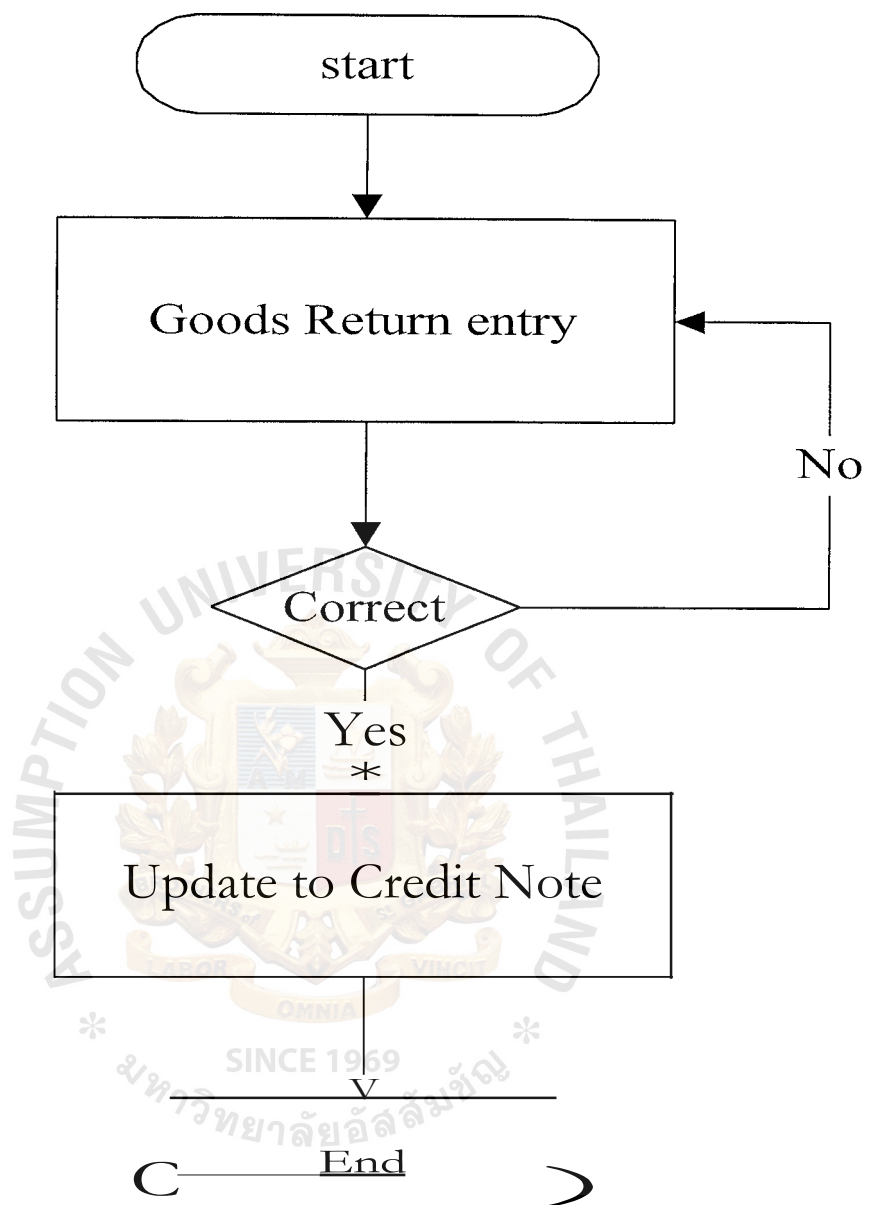 start
Goods Return entry
No
Correct
Yes
*
Update to Credit Note
V
End
ASSUMPTION UNIVERSITY OF THAILAND
A M
D S
LABOR
OMNIA
VINCIT
SINCE 1969
* มหาวิทยาลัยอัสสัมชัญ *